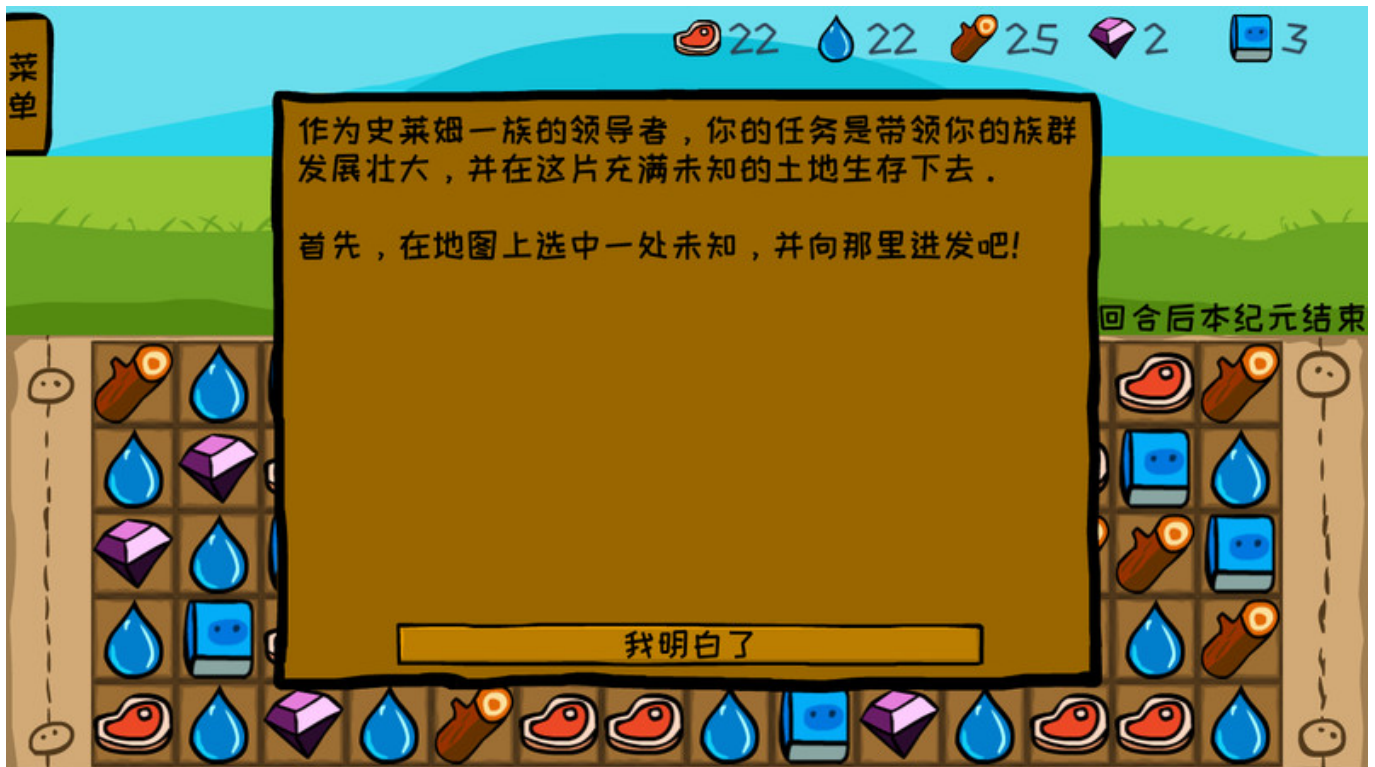 22 22 25 2 3
菜
单
作为史莱姆一族的领导者，你的任务是带领你的族群
发展壮大，并在这片充满未知的土地生存下去．
首先，在地图上选中一处未知，并向那里进发吧!
回合后本纪元结束
我明白了